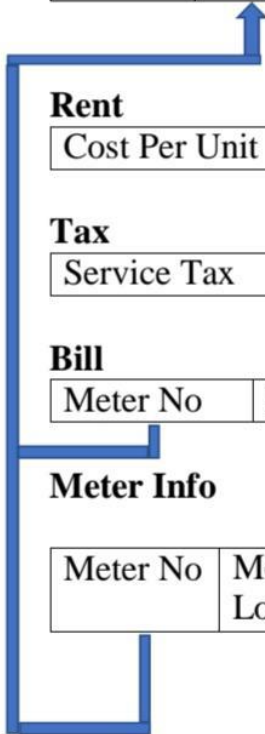 Rent
Cost Per Unit
Tax
Service Tax
Bill
Meter No
Meter Info
Meter No